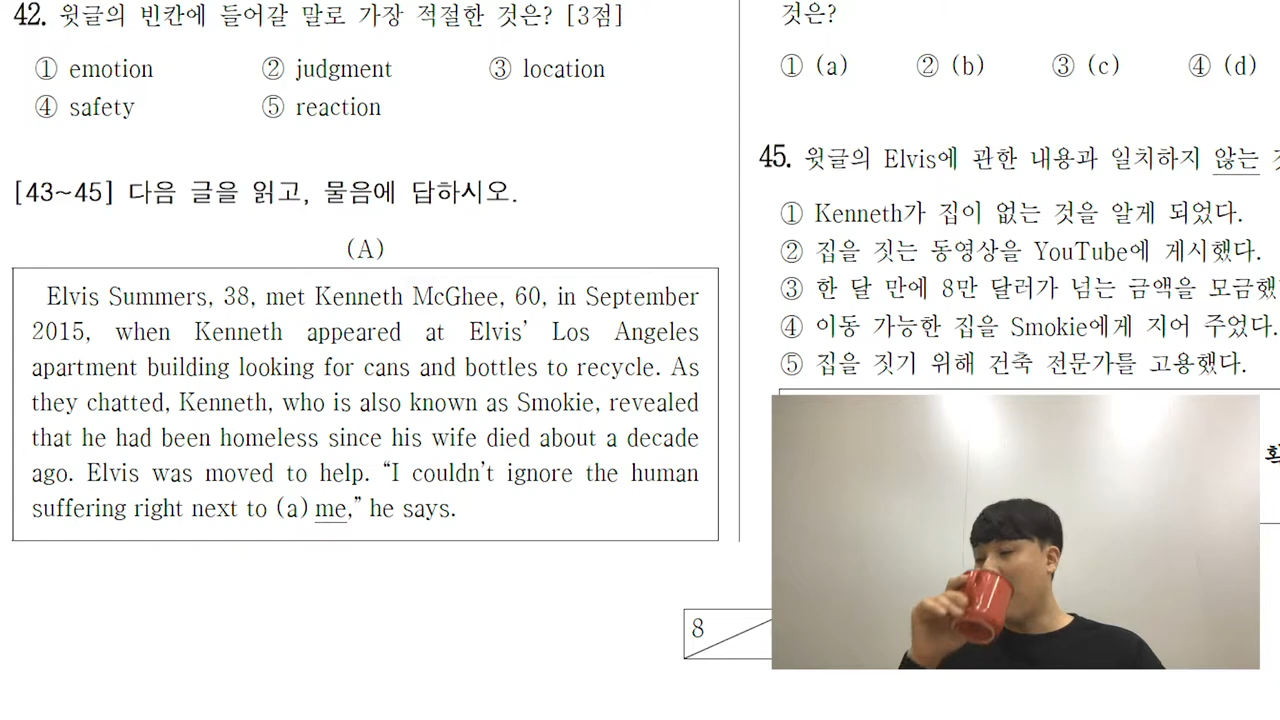 42. 윗글의 빈칸에 들어갈 말로 가장 적절한 것은? [3점]
① emotion ② judgment ③ location
④ safety ⑤ reaction
[43~45] 다음 글을 읽고, 물음에 답하시오.
(A)
Elvis Summers, 38, met Kenneth McGhee, 60, in September
2015, when Kenneth appeared at Elvis’ Los Angeles
apartment building looking for cans and bottles to recycle. As
they chatted, Kenneth, who is also known as Smokie, revealed
that he had been homeless since his wife died about a decade
ago. Elvis was moved to help. “I couldn’t ignore the human
suffering right next to (a) me,” he says.
8
것은?
① (a) ② (b) ③ (c) ④ (d)
45. 윗글의 Elvis에 관한 내용과 일치하지 않는
① Kenneth가 집이 없는 것을 알게 되었다.
② 집을 짓는 동영상을 YouTube에 게시했다.
③ 한 달 만에 8만 달러가 넘는 금액을 모금했
④ 이동 가능한 집을 Smokie에게 지어 주었다.
⑤ 집을 짓기 위해 건축 전문가를 고용했다.